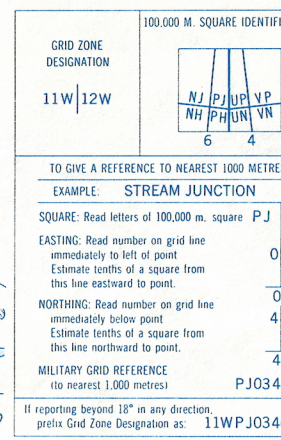 100,000 M. SQUARE IDENTIFI
GRID ZONE
DESIGNATION
11W 12W
NJ PJ UP VP
NH PH UN VN
6 4
TO GIVE A REFERENCE TO NEAREST 1000 METRE
EXAMPLE: STREAM JUNCTION
SQUARE: Read letters of 100,000 m. square PJ
EASTING: Read number on grid line
immediately to left of point 0
Estimate tenths of a square from
this line eastward to point.
0
NORTHING: Read number on grid line
immediately below point 4
Estimate tenths of a square from
this line northward to point.
4
MILITARY GRID REFERENCE
(to nearest 1,000 metres) PJ034
If reporting beyond 18° in any direction,
prefix Grid Zone Designation as: 11WPJ034